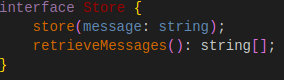 interface Store {
    store(message: string);
    retrieveMessages(): string[];
}